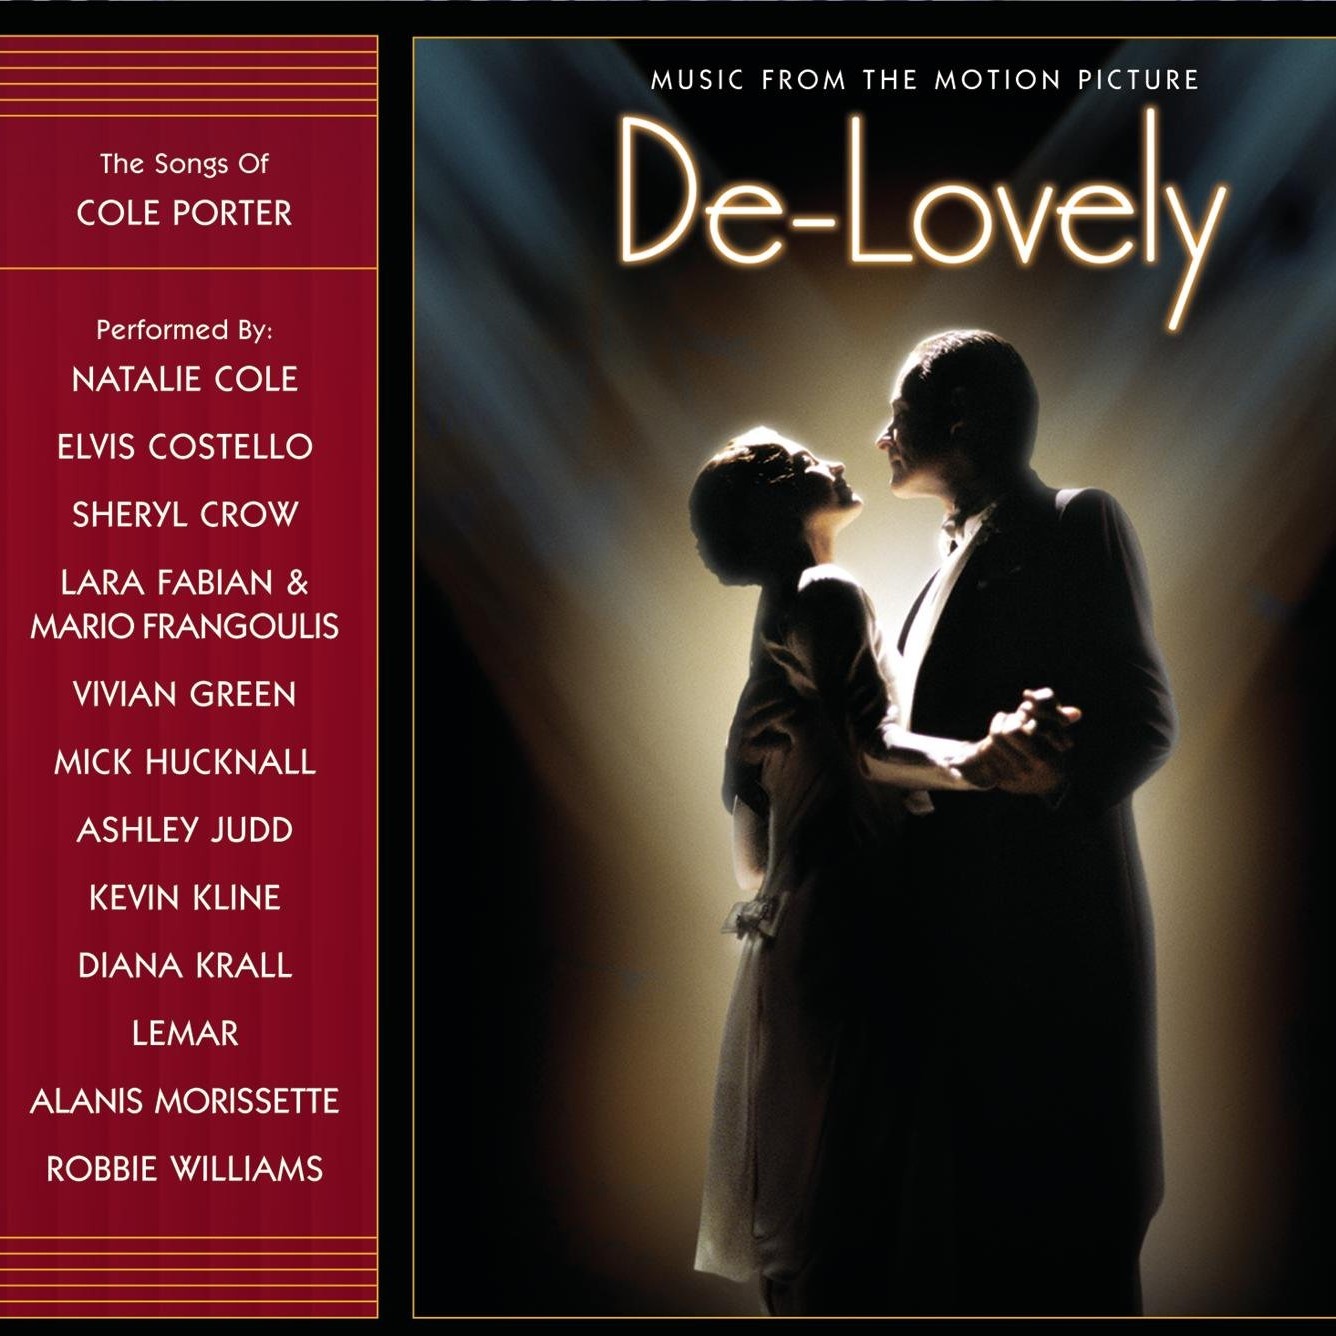 The Songs Of
COLE PORTER
Performed By:
NATALIE COLE
ELVIS COSTELLO
SHERYL CROW
LARA FABIAN &
MARIO FRANGOULIS
VIVIAN GREEN
MICK HUCKNALL
ASHLEY JUDD
KEVIN KLINE
DIANA KRALL
LEMAR
ALANIS MORISSETTE
ROBBIE WILLIAMS
MUSIC FROM THE MOTION PICTURE
De-Lovely